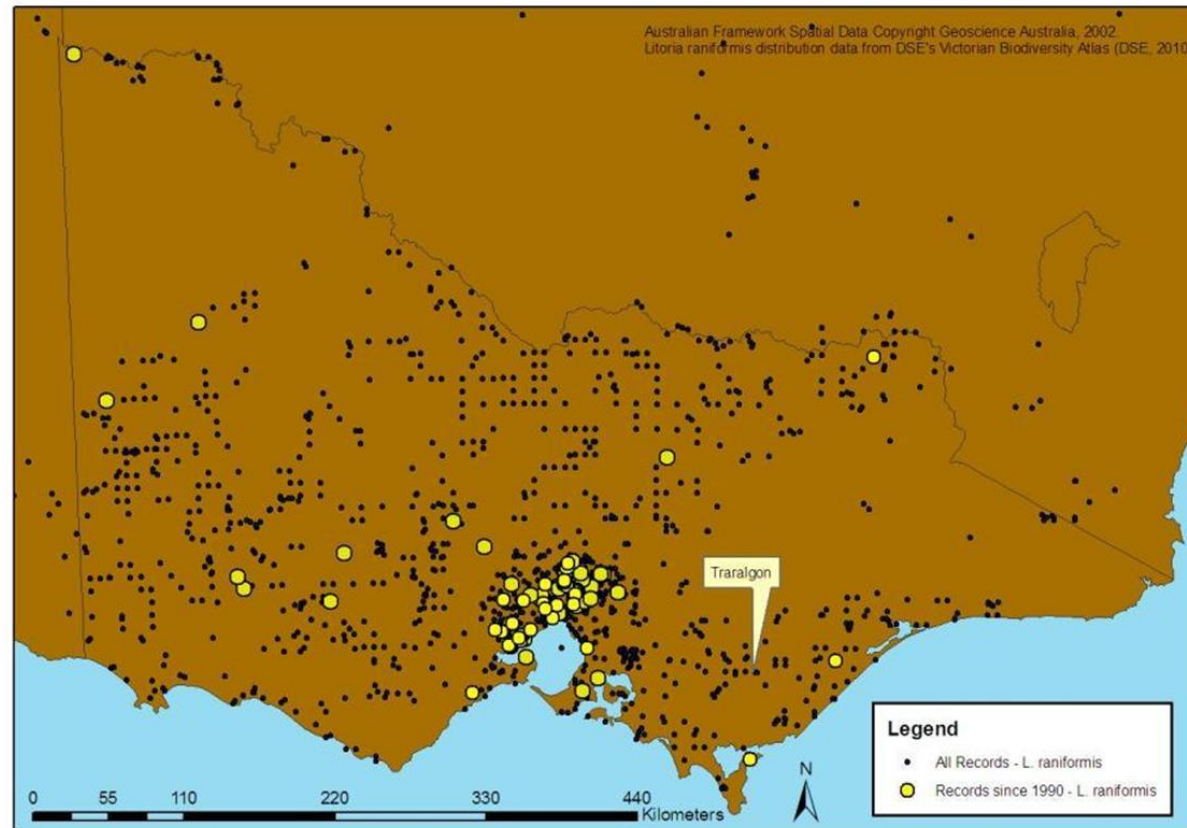 Australian Framework Spatial Data Copyright Geoscience Australia, 2002.
Litoria raniformis distribution data from DSE's Victorian Biodiversity Atlas (DSE, 2010
Traralgon
Legend
All Records - L. raniformis
Records since 1990 - L. raniformis
N
0 55 110 220 330 440
Kilometers